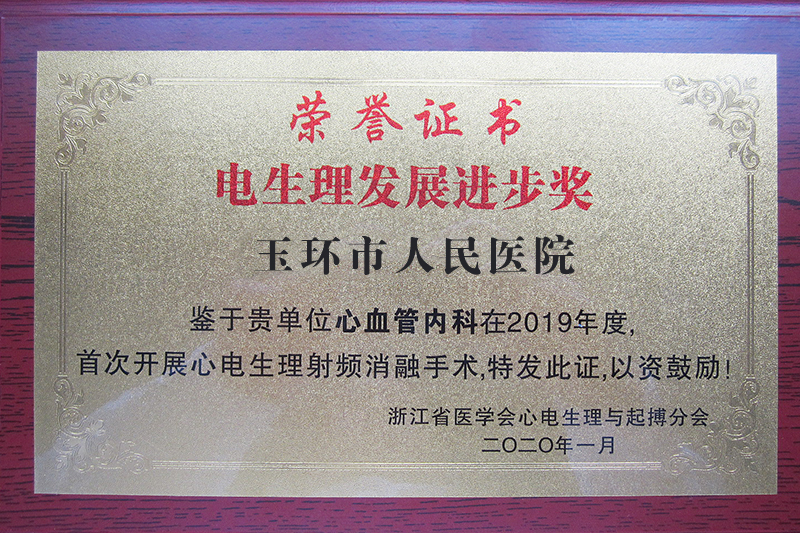 荣誉证书
电生理发展进步奖
玉环市人民医院
鉴于贵单位心血管内科在2019年度,
首次开展心电生理射频消融手术,特发此证,以资鼓励!
浙江省医学会心电生理与起搏分会
二〇二〇年一月